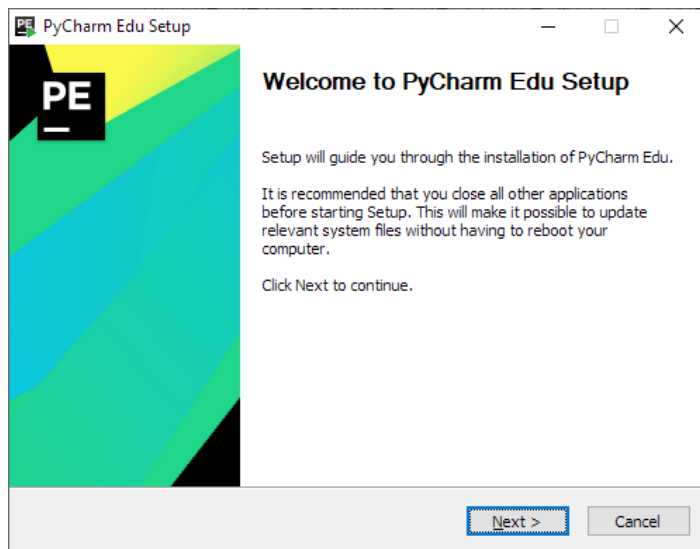 PyCharm Edu Setup
PE
Welcome to PyCharm Edu Setup
Setup will guide you through the installation of PyCharm Edu.
It is recommended that you close all other applications
before starting Setup. This will make it possible to update
relevant system files without having to reboot your
computer.
Click Next to continue.
Next >
Cancel